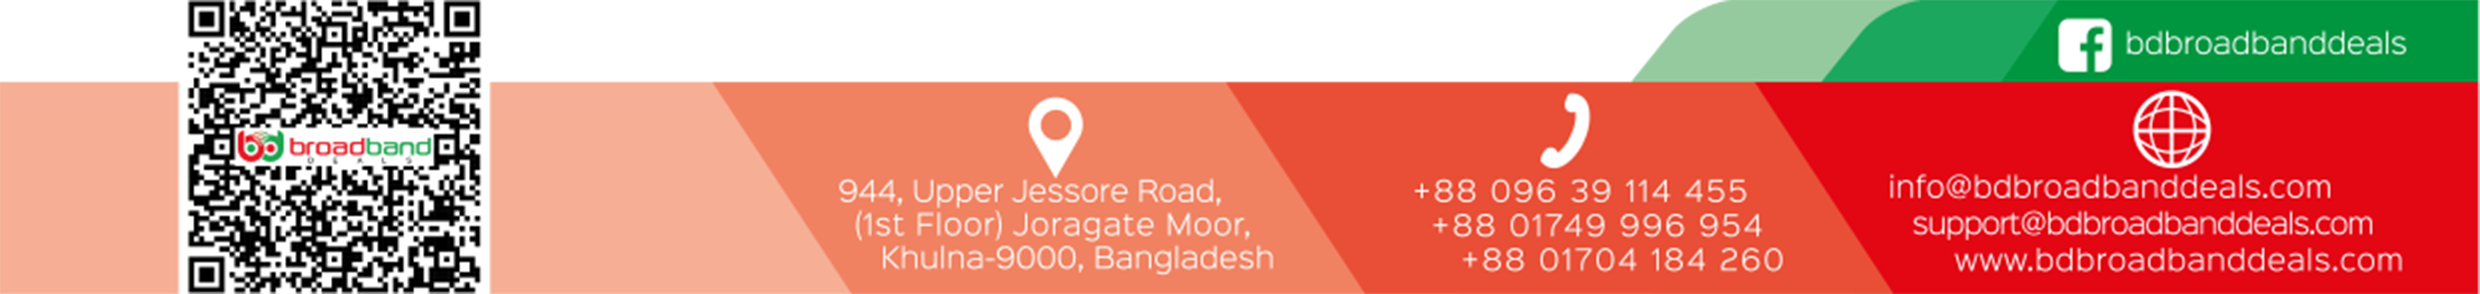 bdbroadbanddeals
broadband
DEALS
944, Upper Jessore Road,
(1st Floor) Joragate Moor,
Khulna-9000, Bangladesh
+88 096 39 114 455
+88 01749 996 954
+88 01704 184 260
info@bdbroadbanddeals.com
support@bdbroadbanddeals.com
www.bdbroadbanddeals.com